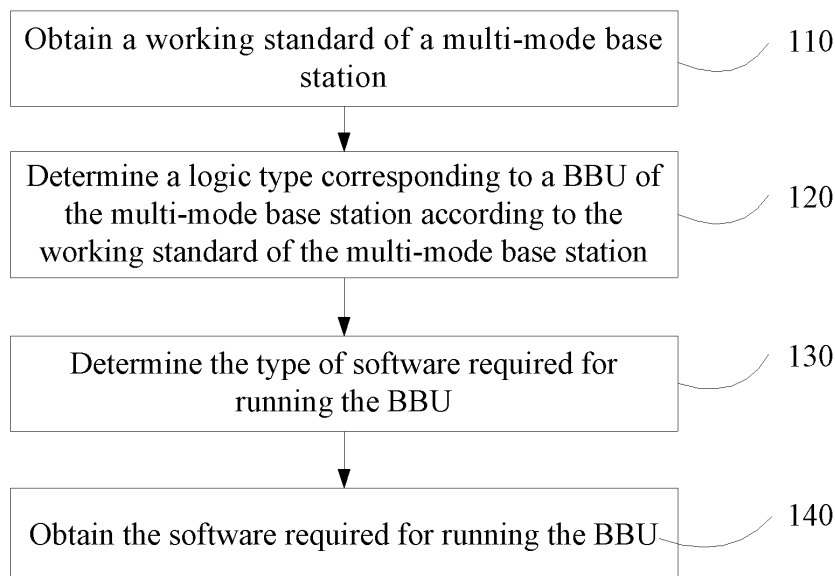 Obtain a working standard of a multi-mode base
station
110
Determine a logic type corresponding to a BBU of
the multi-mode base station according to the
working standard of the multi-mode base station
120
Determine the type of software required for
running the BBU
130
Obtain the software required for running the BBU
140